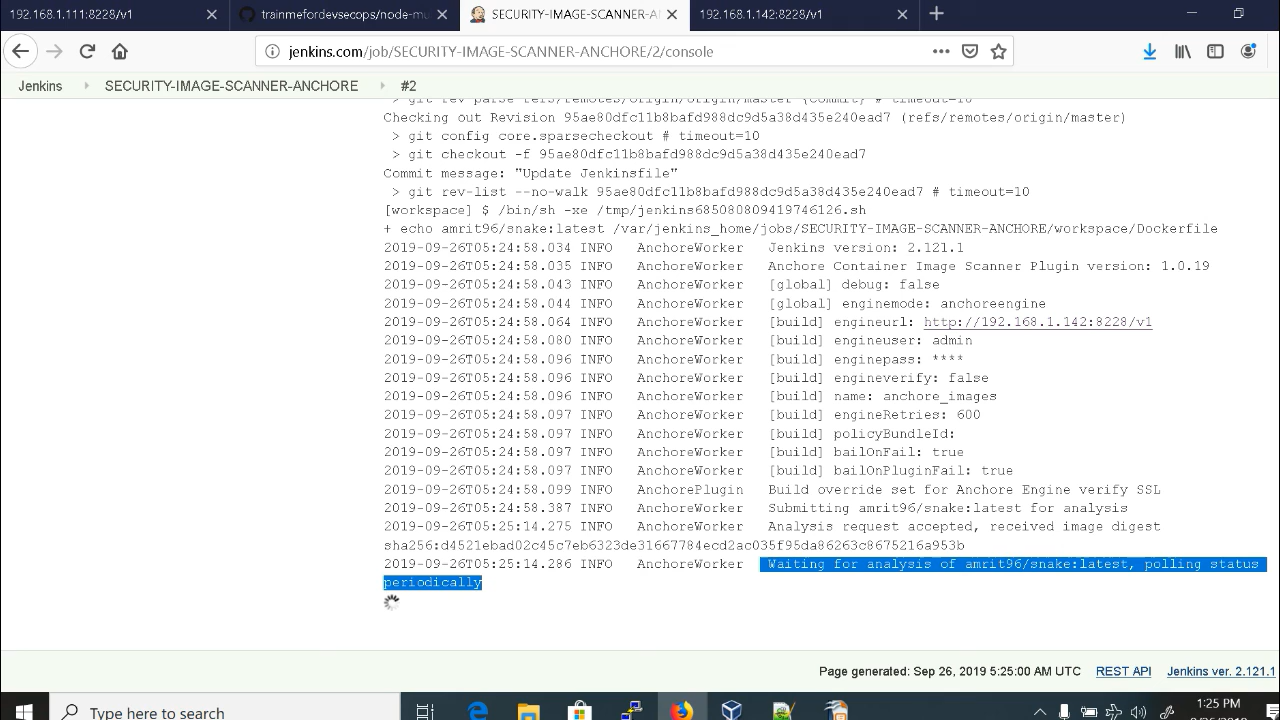 192.168.1.111:8228/v1
trainmefordevsecops/node-mu
SECURITY-IMAGE-SCANNER-A
192.168.1.142:8228/v1
jenkins.com/job/SECURITY-IMAGE-SCANNER-ANCHORE/2/console
Jenkins SECURITY-IMAGE-SCANNER-ANCHORE #2
> git rev-parse refs/remotes/origin/origin/master^{commit} # timeout=10
Checking out Revision 95ae80dfc11b8bafd988dc9d5a38d435e240ead7 (refs/remotes/origin/master)
> git config core.sparsecheckout # timeout=10
> git checkout -f 95ae80dfc11b8bafd988dc9d5a38d435e240ead7
Commit message: "Update Jenkinsfile"
> git rev-list --no-walk 95ae80dfc11b8bafd988dc9d5a38d435e240ead7 # timeout=10
[workspace] $ /bin/sh -xe /tmp/jenkins685080809419746126.sh
+ echo amrit96/snake:latest /var/jenkins_home/jobs/SECURITY-IMAGE-SCANNER-ANCHORE/workspace/Dockerfile
2019-09-26T05:24:58.034 INFO AnchoreWorker Jenkins version: 2.121.1
2019-09-26T05:24:58.035 INFO AnchoreWorker Anchore Container Image Scanner Plugin version: 1.0.19
2019-09-26T05:24:58.043 INFO AnchoreWorker [global] debug: false
2019-09-26T05:24:58.044 INFO AnchoreWorker [global] enginemode: anchoreengine
2019-09-26T05:24:58.064 INFO AnchoreWorker [build] engineurl: http://192.168.1.142:8228/v1
2019-09-26T05:24:58.080 INFO AnchoreWorker [build] engineuser: admin
2019-09-26T05:24:58.096 INFO AnchoreWorker [build] enginepass: ****
2019-09-26T05:24:58.096 INFO AnchoreWorker [build] engineverify: false
2019-09-26T05:24:58.096 INFO AnchoreWorker [build] name: anchore_images
2019-09-26T05:24:58.097 INFO AnchoreWorker [build] engineRetries: 600
2019-09-26T05:24:58.097 INFO AnchoreWorker [build] policyBundleId:
2019-09-26T05:24:58.097 INFO AnchoreWorker [build] bailOnFail: true
2019-09-26T05:24:58.097 INFO AnchoreWorker [build] bailOnPluginFail: true
2019-09-26T05:24:58.099 INFO AnchorePlugin Build override set for Anchore Engine verify SSL
2019-09-26T05:24:58.387 INFO AnchoreWorker Submitting amrit96/snake:latest for analysis
2019-09-26T05:25:14.275 INFO AnchoreWorker Analysis request accepted, received image digest
sha256:d4521ebad02c45c7eb6323de31667784ecd2ac035f95da86263c8675216a953b
2019-09-26T05:25:14.286 INFO AnchoreWorker Waiting for analysis of amrit96/snake:latest, polling status
periodically
Page generated: Sep 26, 2019 5:25:00 AM UTC REST API Jenkins ver. 2.121.1
Type here to search
1:25 PM